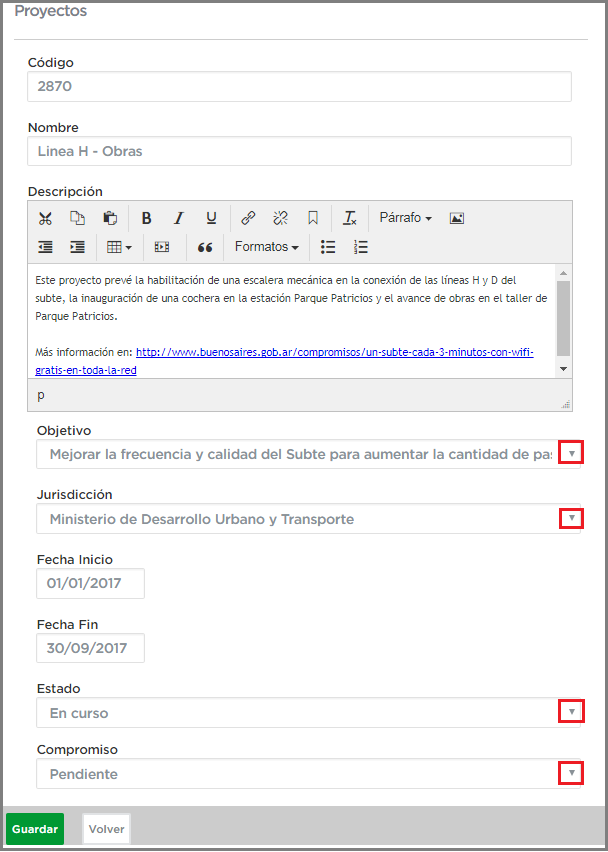 Proyectos
Código
2870
Nombre
Linea H - Obras
Descripción
B I U Tx Párrafo
Formatos
Este proyecto prevé la habilitación de una escalera mecánica en la conexión de las líneas H y D del
subte, la inauguración de una cochera en la estación Parque Patricios y el avance de obras en el taller de
Parque Patricios.
Más información en: http://www.buenosaires.gob.ar/compromisos/un-subte-cada-3-minutos-con-wifi-
gratis-en-toda-la-red
p
Objetivo
Mejorar la frecuencia y calidad del Subte para aumentar la cantidad de pas
Jurisdicción
Ministerio de Desarrollo Urbano y Transporte
Fecha Inicio
01/01/2017
Fecha Fin
30/09/2017
Estado
En curso
Compromiso
Pendiente
Guardar Volver